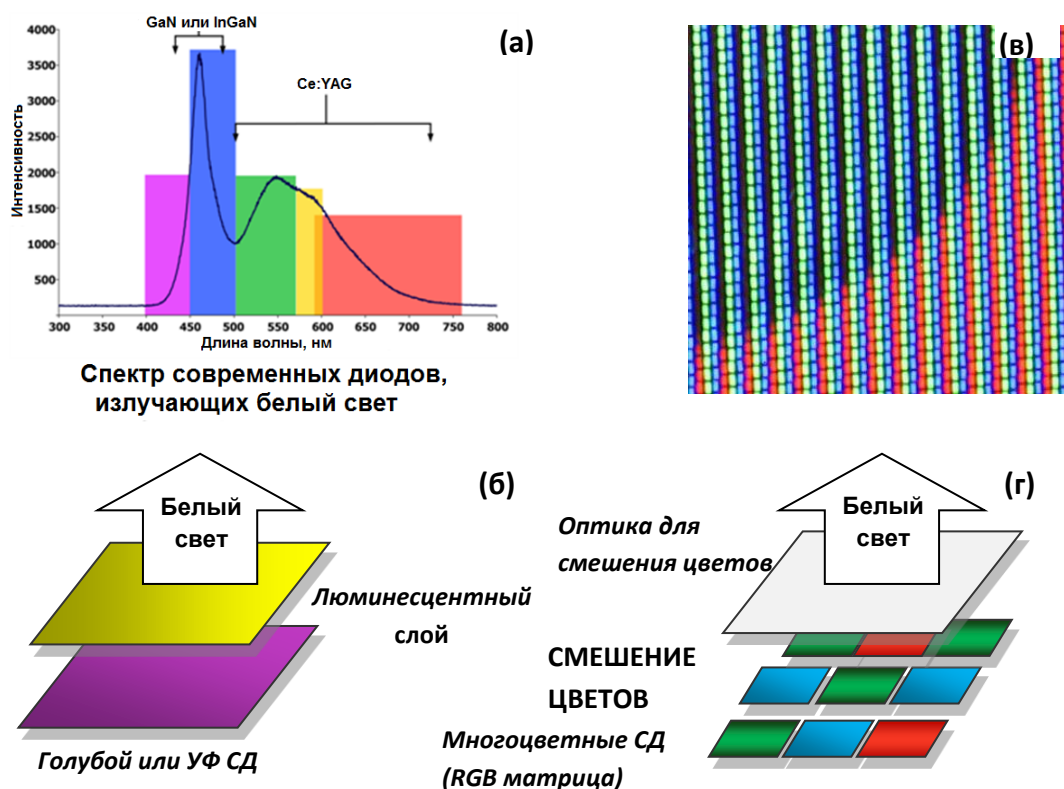 GaN или InGaN
(а)
4000
3500
3000
2500
2000
1500
1000
500
Интенсивность
Ce:YAG
300 350 400 450 500 550 600 650 700 750 800
Длина волны, нм
Спектр современных диодов,
излучающих белый свет
(в)
(б)
Белый
свет
Люминесцентный
слой
Голубой или УФ СД
(г)
Белый
свет
Оптика для
смешения цветов
СМЕШЕНИЕ
ЦВЕТОВ
Многоцветные СД
(RGB матрица)